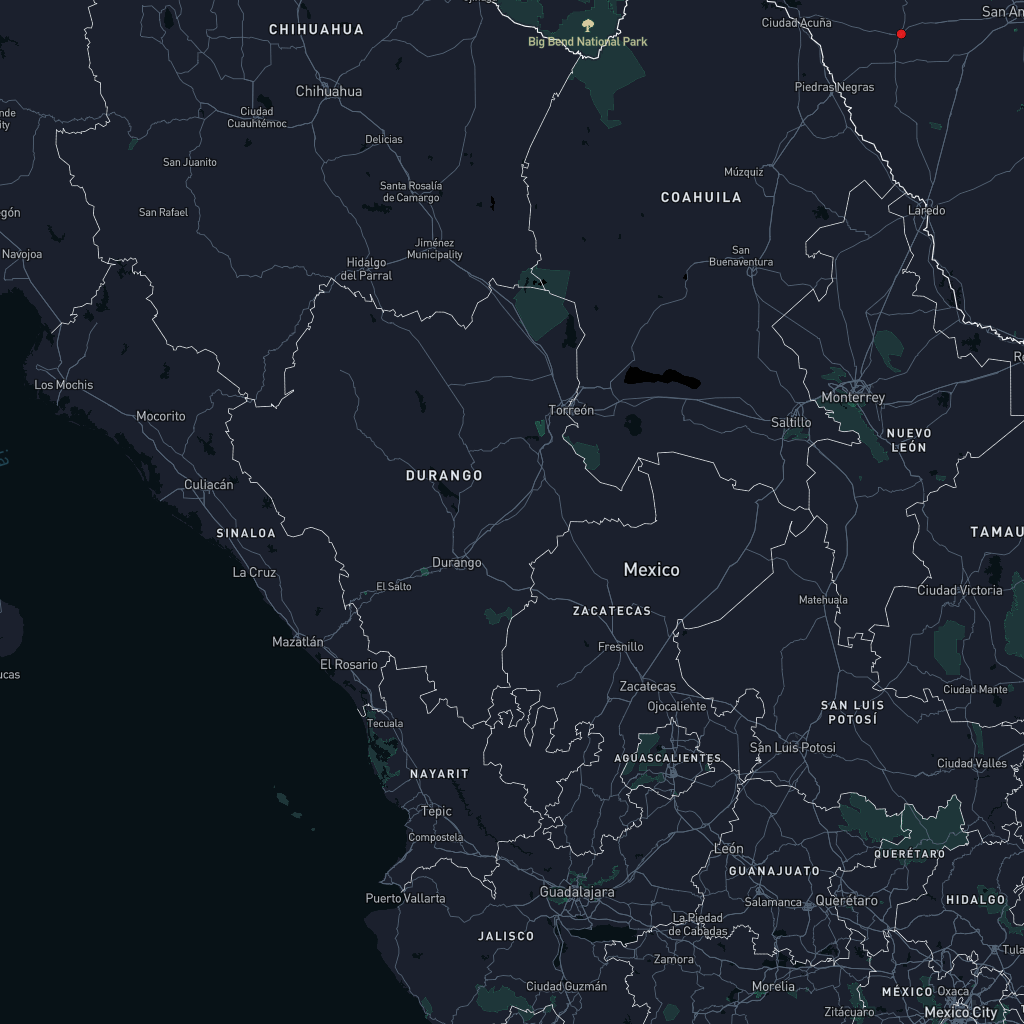 CHIHUAHUA
Ciudad Acuña
San An
Big Bend National Park
Chihuahua
Piedras Negras
nde
ity
Ciudad
Cuauhtémoc
Delicias
San Juanito
Múzquiz
Santa Rosalía
de Camargo
COAHUILA
San Rafael
egón
Laredo
Navojoa
Jiménez
Municipality
San
Buenaventura
Hidalgo
del Parral
Los Mochis
Monterrey
Mocorito
Torreón
Saltillo
NUEVO
LEÓN
DURANGO
Culiacán
SINALOA
TAMAU
Durango
Mexico
La Cruz
El Salto
Ciudad Victoria
Matehuala
ZACATECAS
Mazatlán
Fresnillo
El Rosario
ucas
Zacatecas
Ciudad Mante
Ojocaliente
SAN LUIS
POTOSÍ
Tecuala
San Luis Potosi
AGUASCALIENTES
Ciudad Valles
NAYARIT
Tepic
Compostela
León
QUERÉTARO
GUANAJUATO
Puerto Vallarta
Guadalajara
Salamanca
Querétaro
HIDALGO
La Piedad
de Cabadas
JALISCO
Tula
Zamora
Ciudad Guzmán
Morelia
MÉXICO
Oxaca
Zitácuaro
Mexico City